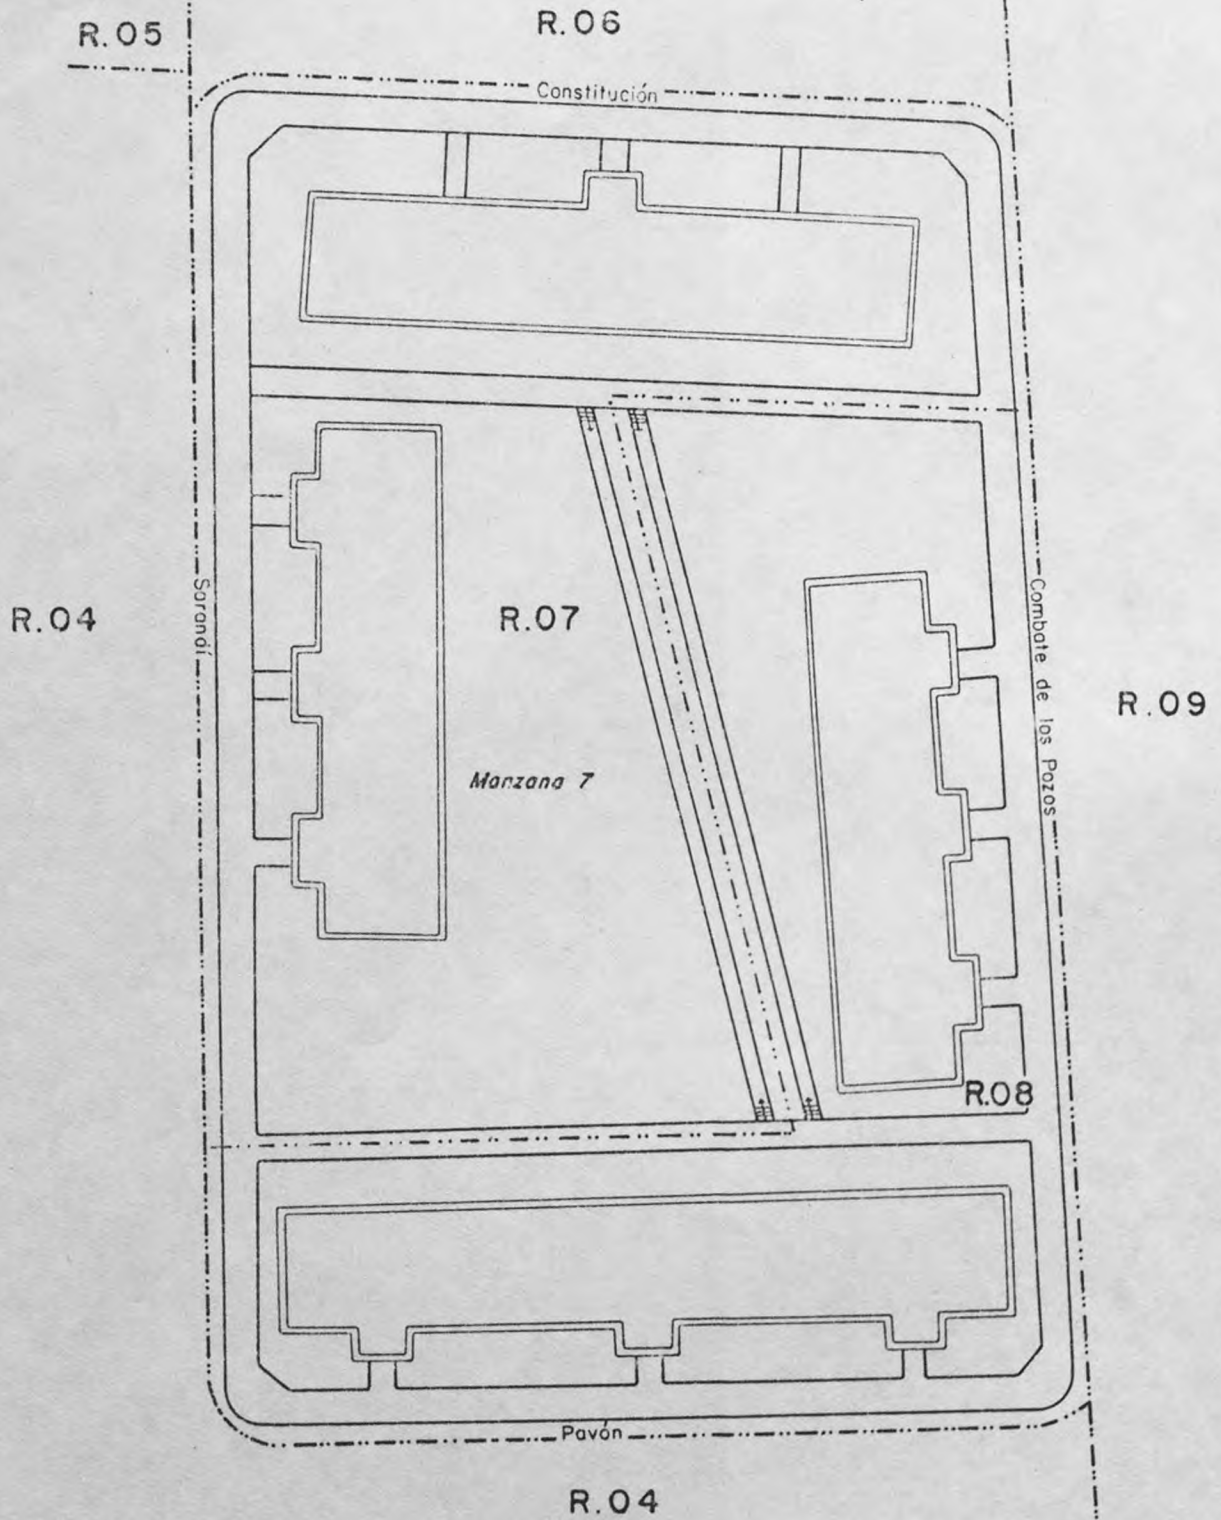 R.05
R.06
Constitución
Sarandí
R.04
R.07
Combate de los Pozos
R.09
Manzana 7
R.08
Pavón
R.04